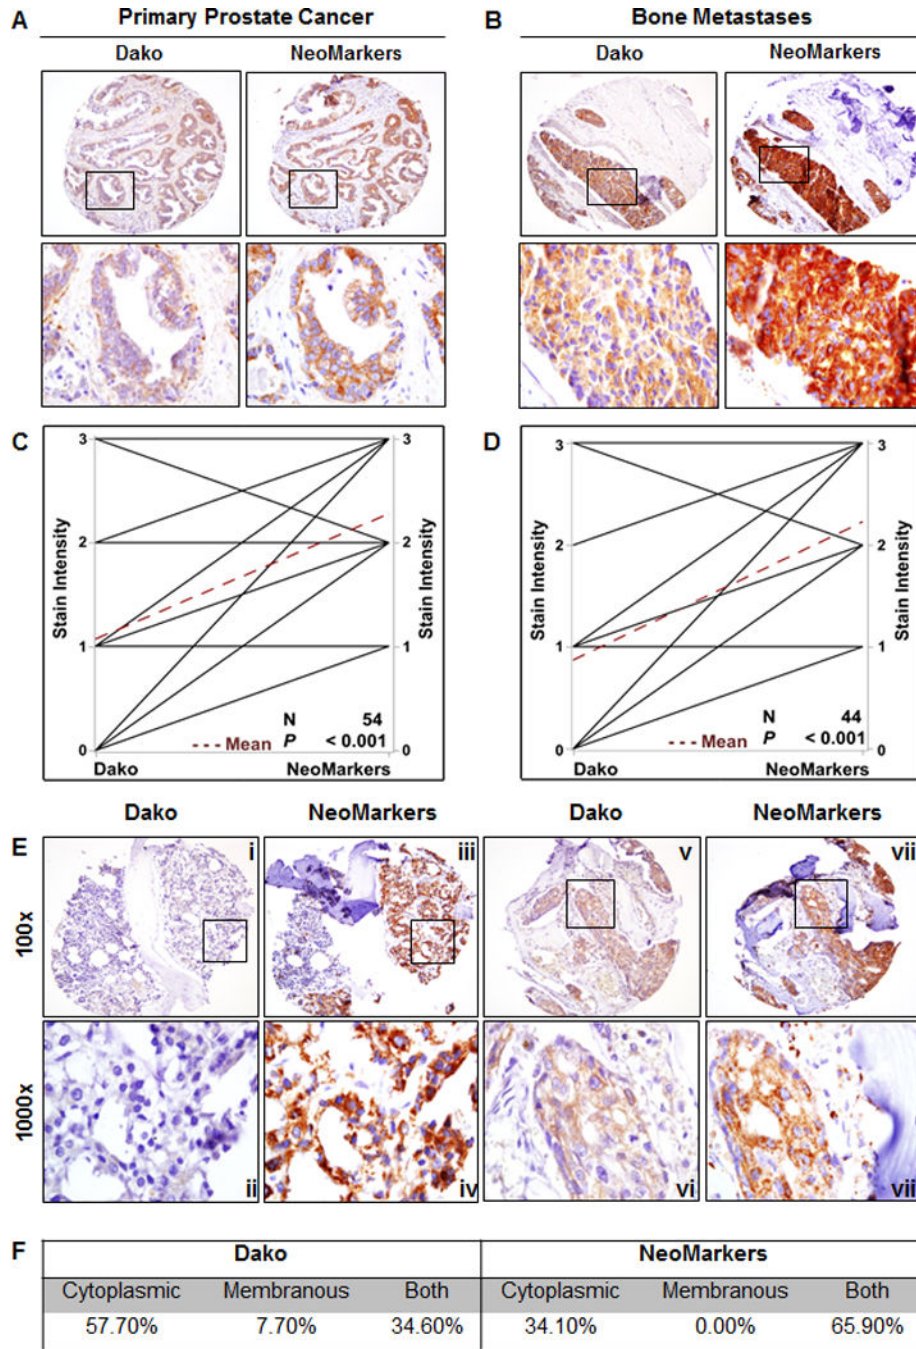 A Primary Prostate Cancer B Bone Metastases
Dako NeoMarkers Dako NeoMarkers
C
3 3
2 2
1 1
0 0
Stain Intensity Stain Intensity
N 54
--- Mean P < 0.001
Dako NeoMarkers
D
3 3
2 2
1 1
0 0
Stain Intensity Stain Intensity
N 44
--- Mean P < 0.001
Dako NeoMarkers
Dako NeoMarkers Dako NeoMarkers
E
100x i iii v vii
1000x ii iv vi vii
F Dako NeoMarkers
Cytoplasmic Membranous Both Cytoplasmic Membranous Both
57.70% 7.70% 34.60% 34.10% 0.00% 65.90%